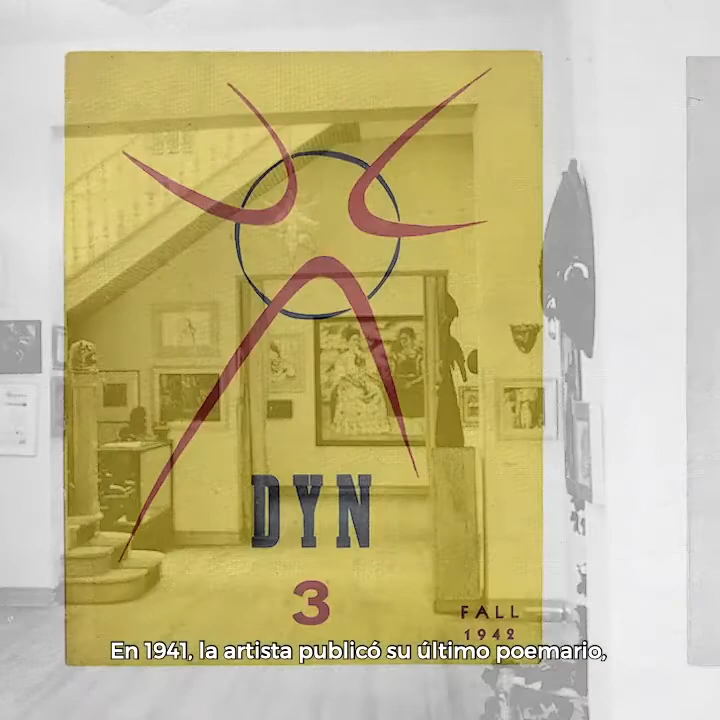 DYN
3
FALL
1942
En 1941, la artista publicó su último poemario,